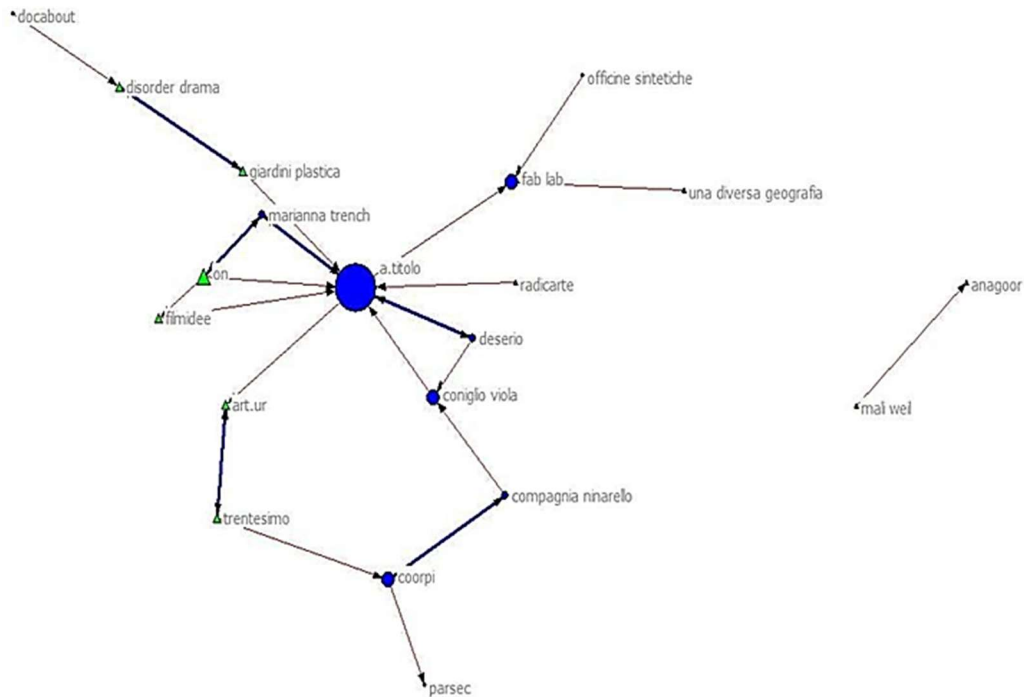 docabout
disorder drama
officine sintetiche
giardini plastica
fab lab
una diversa geografia
marianna trench
a.titolo
on
radicarte
anagoor
filmidee
deserio
coniglio viola
art.ur
mali weil
compagnia ninarello
trentesimo
coorpi
parsec